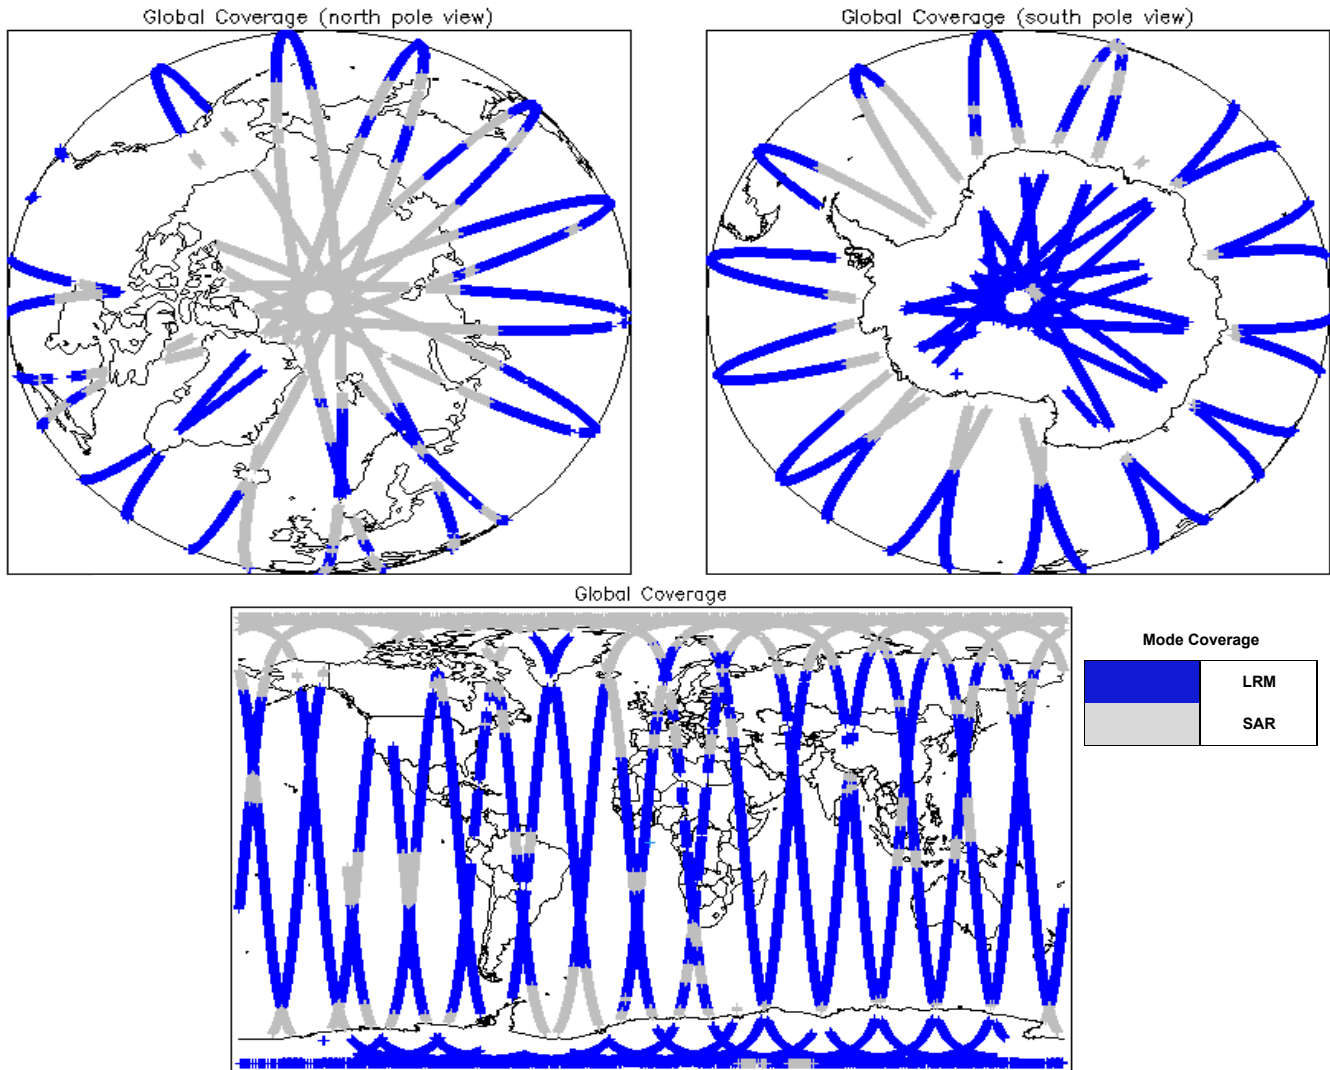 Global Coverage (north pole view)
Global Coverage (south pole view)
Global Coverage
Mode Coverage
LRM
SAR